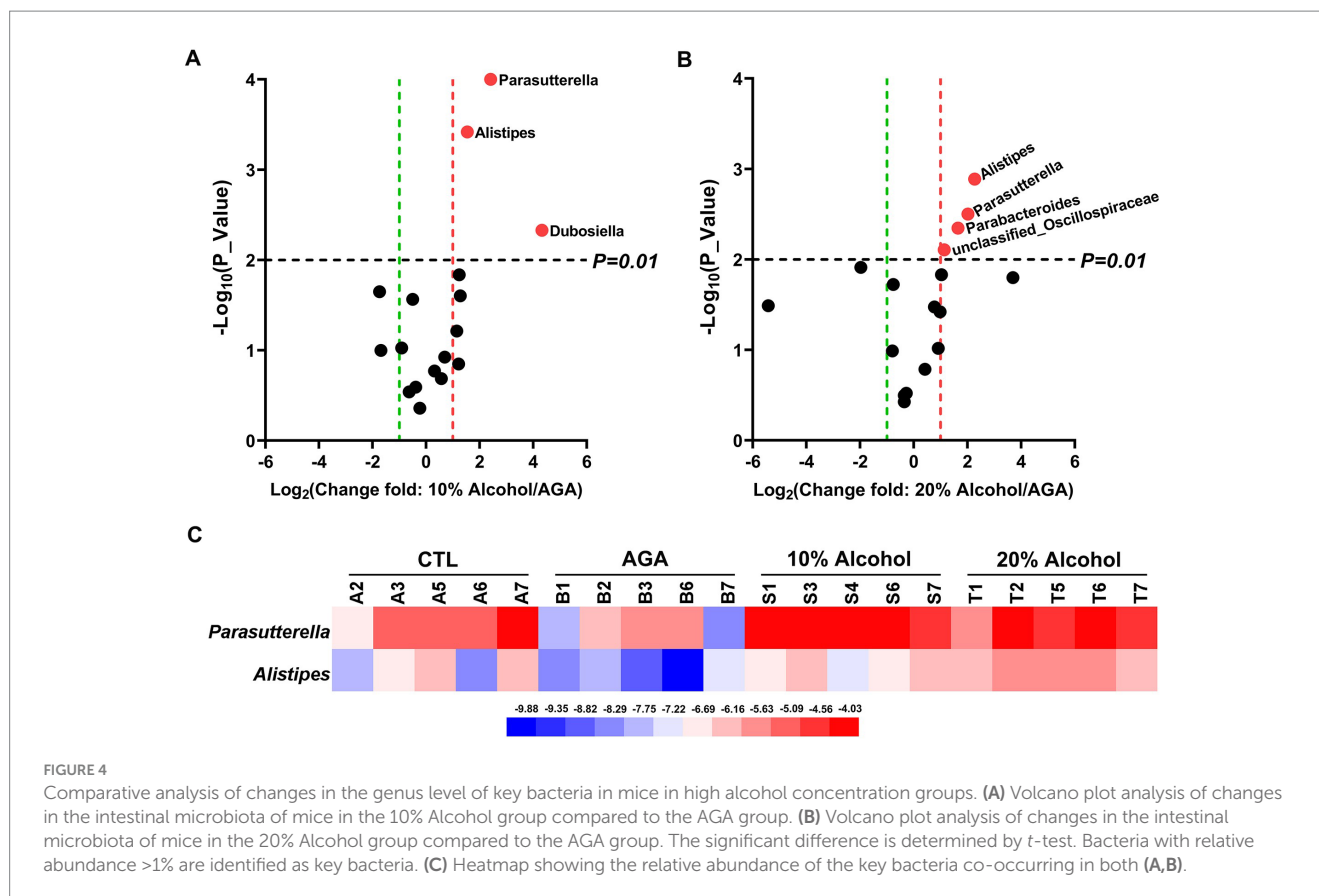 A
4
3
2
1
0
-Log10(P_Value)
Parasutterella
Alistipes
Dubosiella
P=0.01
-6 -4 -2 0 2 4 6
Log2(Change fold: 10% Alcohol/AGA)
B
4
3
2
1
0
-Log10(P_Value)
Alistipes
Parasutterella
Parabacteroides
unclassified_Oscillospiraceae
P=0.01
-6 -4 -2 0 2 4 6
Log2(Change fold: 20% Alcohol/AGA)
C
CTL AGA 10% Alcohol 20% Alcohol
A2 A3 A5 A6 A7 B1 B2 B3 B6 B7 S1 S3 S4 S6 S7 T1 T2 T5 T6 T7
Parasutterella
Alistipes
-9.88 -9.35 -8.82 -8.29 -7.75 -7.22 -6.69 -6.16 -5.63 -5.09 -4.56 -4.03
FIGURE 4
Comparative analysis of changes in the genus level of key bacteria in mice in high alcohol concentration groups. (A) Volcano plot analysis of changes
in the intestinal microbiota of mice in the 10% Alcohol group compared to the AGA group. (B) Volcano plot analysis of changes in the intestinal
microbiota of mice in the 20% Alcohol group compared to the AGA group. The significant difference is determined by t-test. Bacteria with relative
abundance >1% are identified as key bacteria. (C) Heatmap showing the relative abundance of the key bacteria co-occurring in both (A,B).